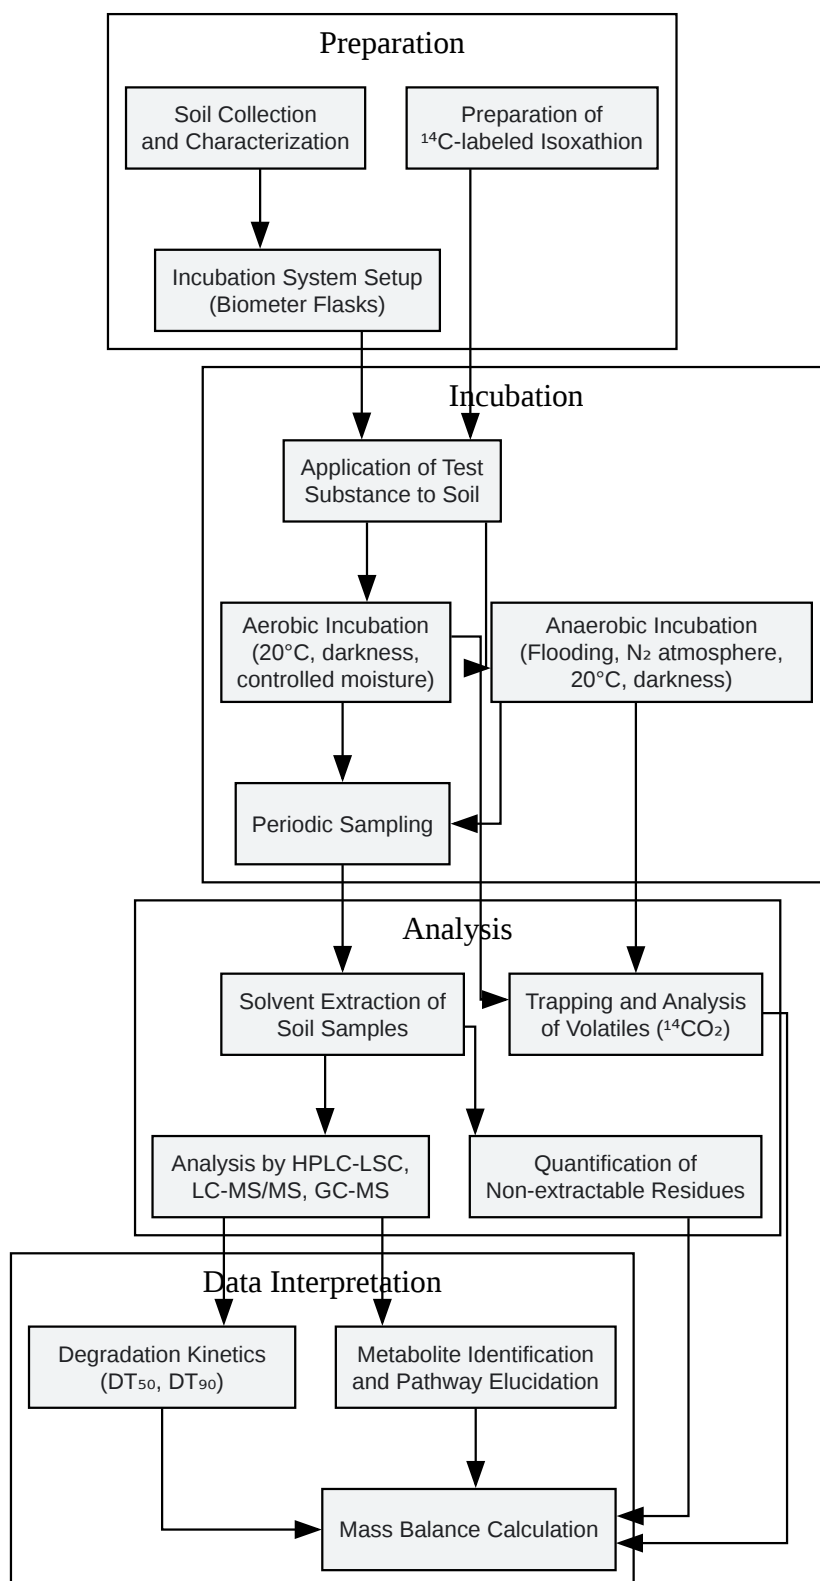 Preparation
Soil Collection
and Characterization
Preparation of
¹⁴C-labeled Isoxathion
Incubation System Setup
(Biometer Flasks)
Incubation
Application of Test
Substance to Soil
Aerobic Incubation
(20°C, darkness,
controlled moisture)
Anaerobic Incubation
(Flooding, N₂ atmosphere,
20°C, darkness)
Periodic Sampling
Analysis
Solvent Extraction of
Soil Samples
Trapping and Analysis
of Volatiles (¹⁴CO₂)
Analysis by HPLC-LSC,
LC-MS/MS, GC-MS
Quantification of
Non-extractable Residues
Data Interpretation
Degradation Kinetics
(DT₅₀, DT₉₀)
Metabolite Identification
and Pathway Elucidation
Mass Balance Calculation